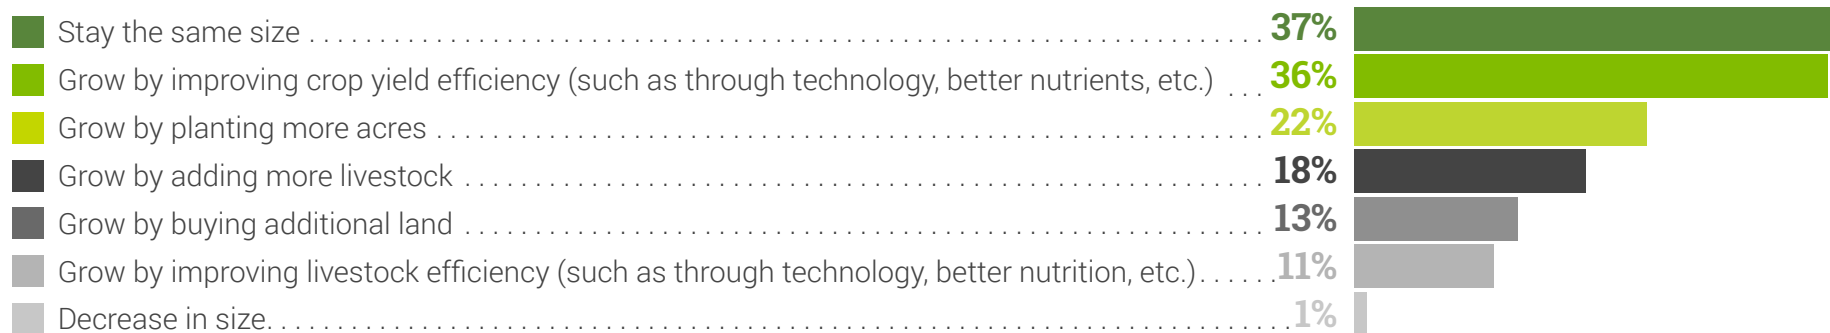 Stay the same size 37%
Grow by improving crop yield efficiency (such as through technology, better nutrients, etc.) 36%
Grow by planting more acres 22%
Grow by adding more livestock 18%
Grow by buying additional land 13%
Grow by improving livestock efficiency (such as through technology, better nutrition, etc.) 11%
Decrease in size 1%